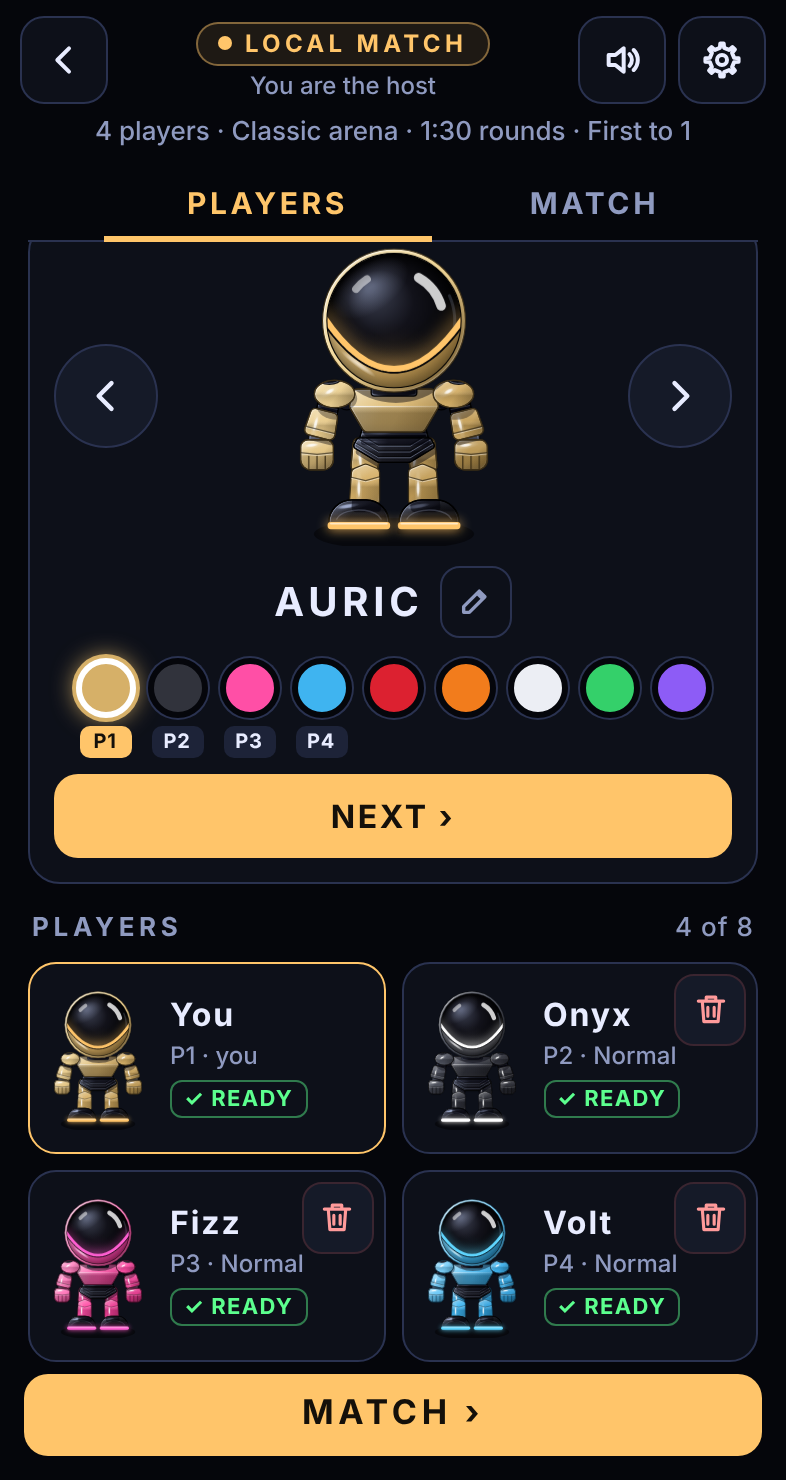 LOCAL MATCH
You are the host
4 players · Classic arena · 1:30 rounds · First to 1
PLAYERS MATCH
AURIC
P1 P2 P3 P4
NEXT ›
PLAYERS 4 of 8
You
P1 · you
✓ READY
Onyx
P2 · Normal
✓ READY
Fizz
P3 · Normal
✓ READY
Volt
P4 · Normal
✓ READY
MATCH ›